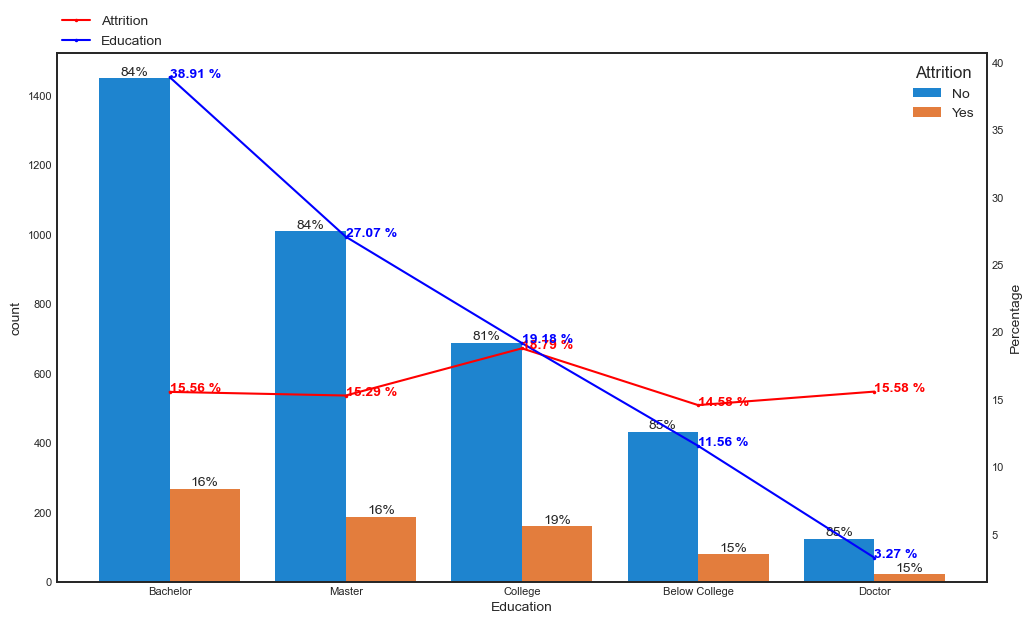 Attrition
Education
Attrition
No
Yes
count
1400
1200
1000
800
600
400
200
0
Percentage
40
35
30
25
20
15
10
5
84%
38.91 %
15.56 %
16%
84%
27.07 %
15.29 %
16%
81%
19.18 %
18.79 %
19%
85%
14.58 %
11.56 %
15%
85%
15.58 %
3.27 %
15%
Bachelor
Master
College
Below College
Doctor
Education